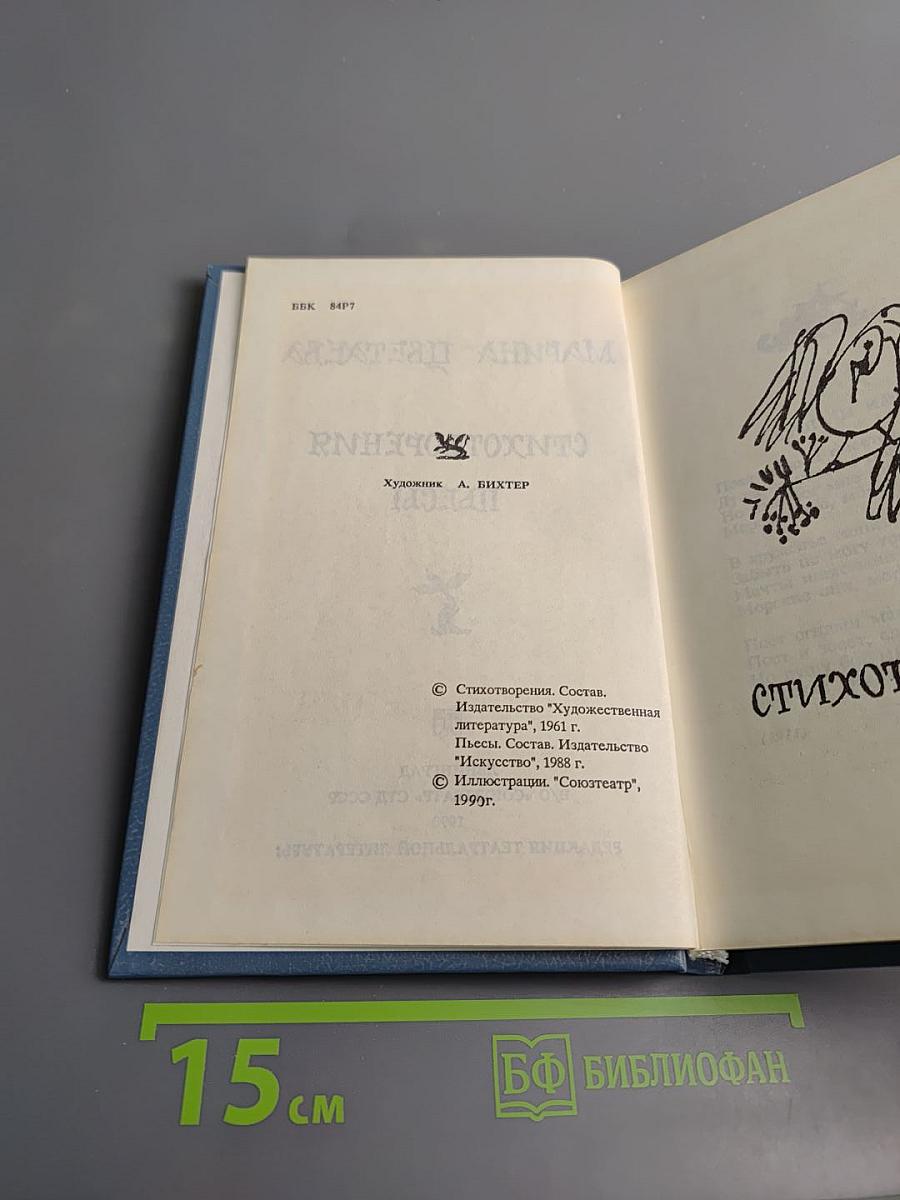 ББК 84Р7
Художник А. БИХТЕР
© Стихотворения. Состав.
Издательство "Художественная
литература", 1961 г.
Пьесы. Состав. Издательство
"Искусство", 1988 г.
© Иллюстрации. "Союзтеатр",
1990г.
СТИХОТ
15 см
БФ БИБЛИОФАН